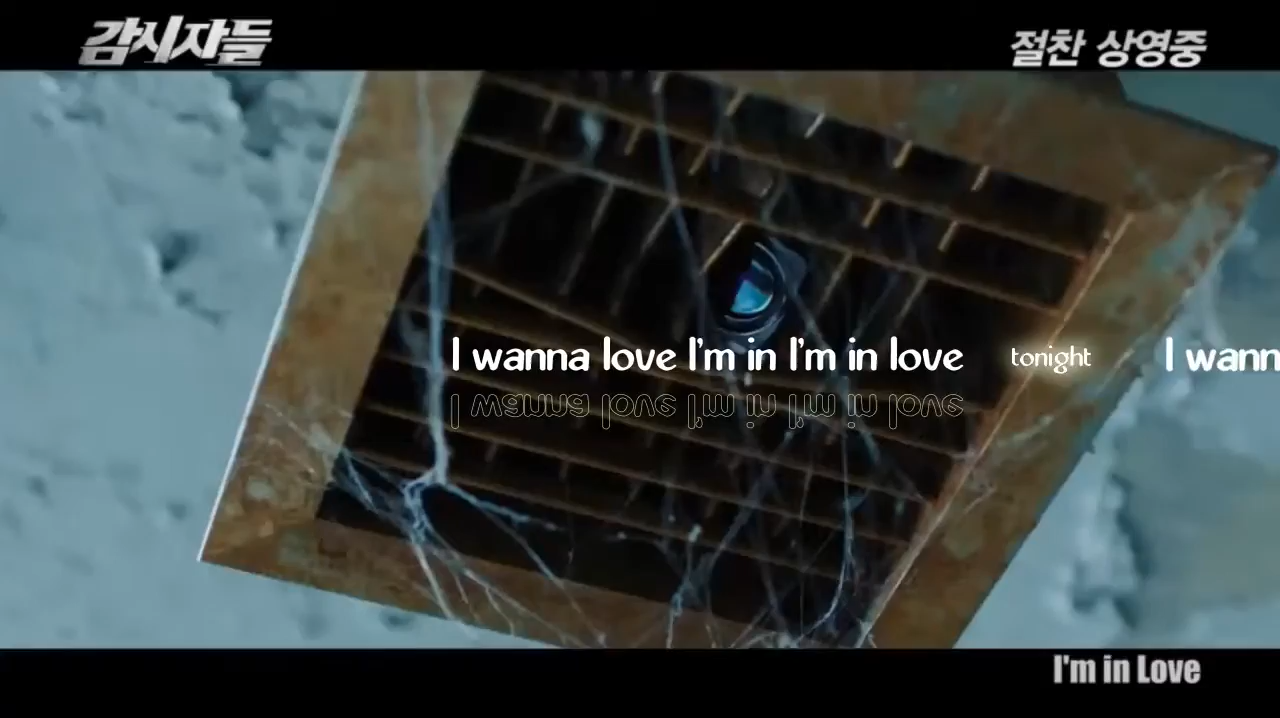 감시자들
절찬 상영중
I wanna love I'm in I'm in love tonight I wann
I wanna love I'm in I'm in love
I'm in Love